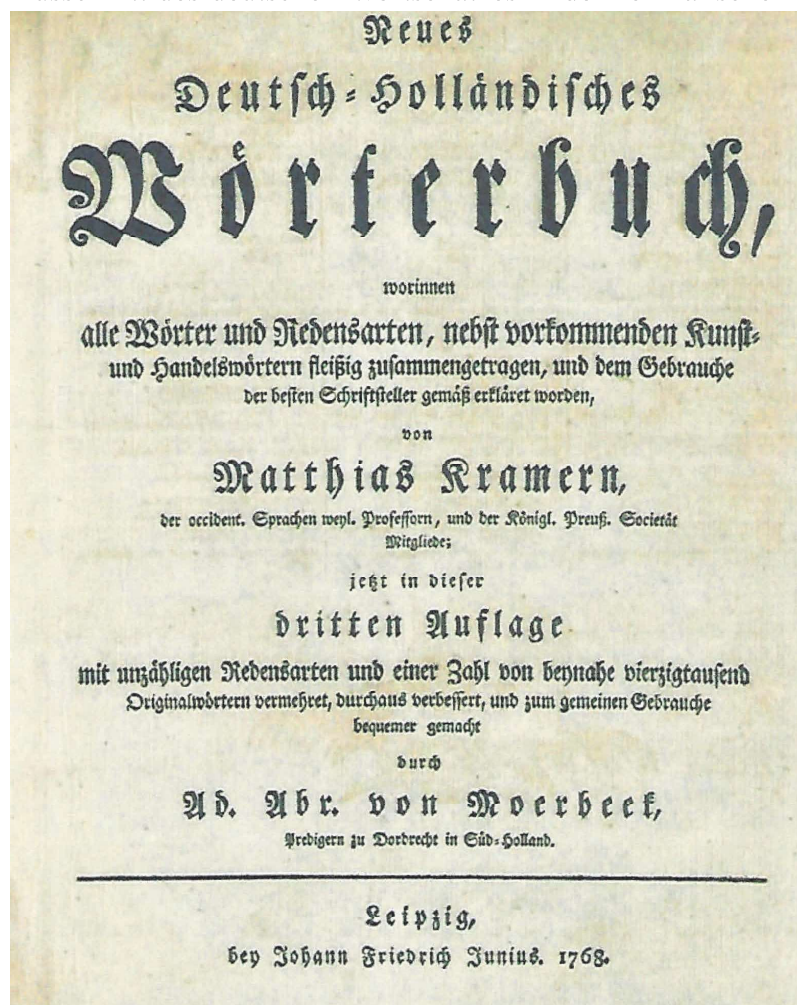 Neues
Deutsch-Holländisches
Wörterbuch,
worinnen
alle Wörter und Redensarten, nebst vorkommenden Kunst-
und Handelswörtern fleißig zusammengetragen, und dem Gebrauche
der besten Schriftsteller gemäß erkläret worden,
von
Matthias Kramern,
der occident. Sprachen weyl. Professorn, und der Königl. Preuß. Societät
Mitgliede;
jetzt in dieser
dritten Auflage
mit unzähligen Redensarten und einer Zahl von beynahe vierzigtausend
Originalwörtern vermehret, durchaus verbessert, und zum gemeinen Gebrauche
bequemer gemacht
durch
Ad. Abr. von Moerbeek,
Predigern zu Dordrecht in Süd-Holland.
Leipzig,
bey Johann Friedrich Junius. 1768.